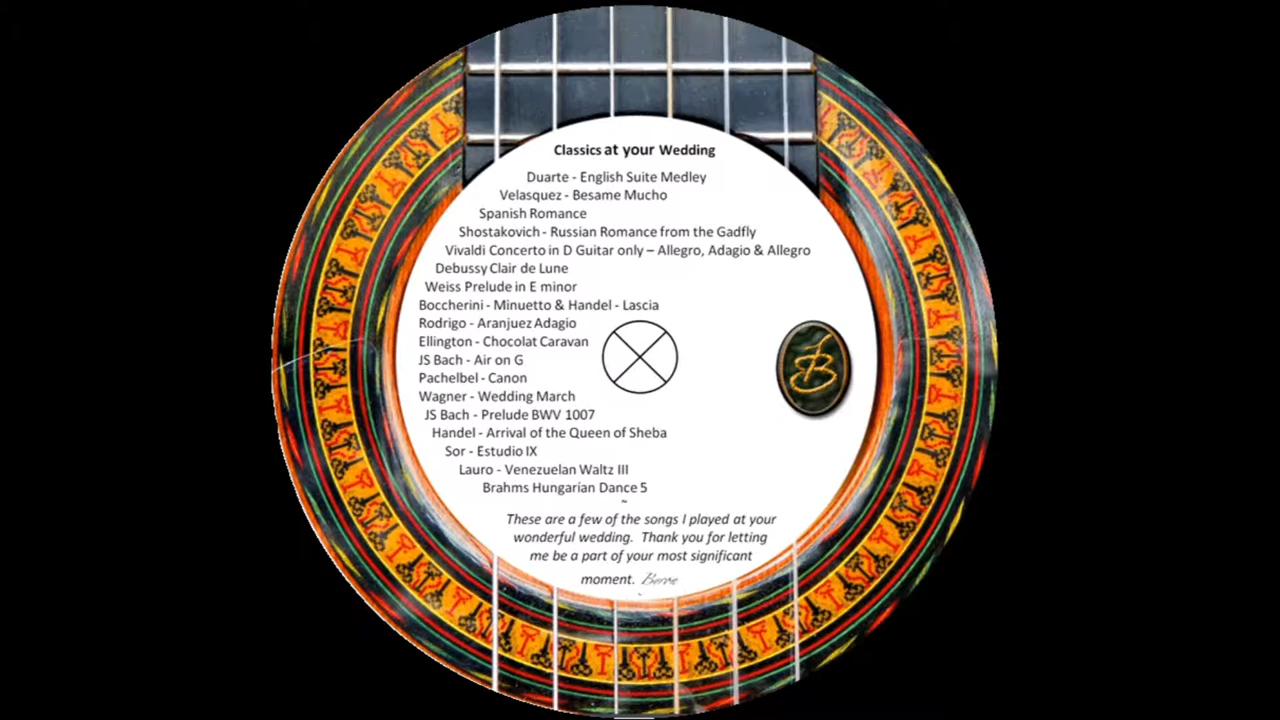 Classics at your Wedding
Duarte - English Suite Medley
Velasquez - Besame Mucho
Spanish Romance
Shostakovich - Russian Romance from the Gadfly
Vivaldi Concerto in D Guitar only – Allegro, Adagio & Allegro
Debussy Clair de Lune
Weiss Prelude in E minor
Boccherini - Minuetto & Handel - Lascia
Rodrigo - Aranjuez Adagio
Ellington - Chocolat Caravan
JS Bach - Air on G
Pachelbel - Canon
Wagner - Wedding March
JS Bach - Prelude BWV 1007
Handel - Arrival of the Queen of Sheba
Sor - Estudio IX
Lauro - Venezuelan Waltz III
Brahms Hungarian Dance 5
~
These are a few of the songs I played at your
wonderful wedding. Thank you for letting
me be a part of your most significant
moment.
B